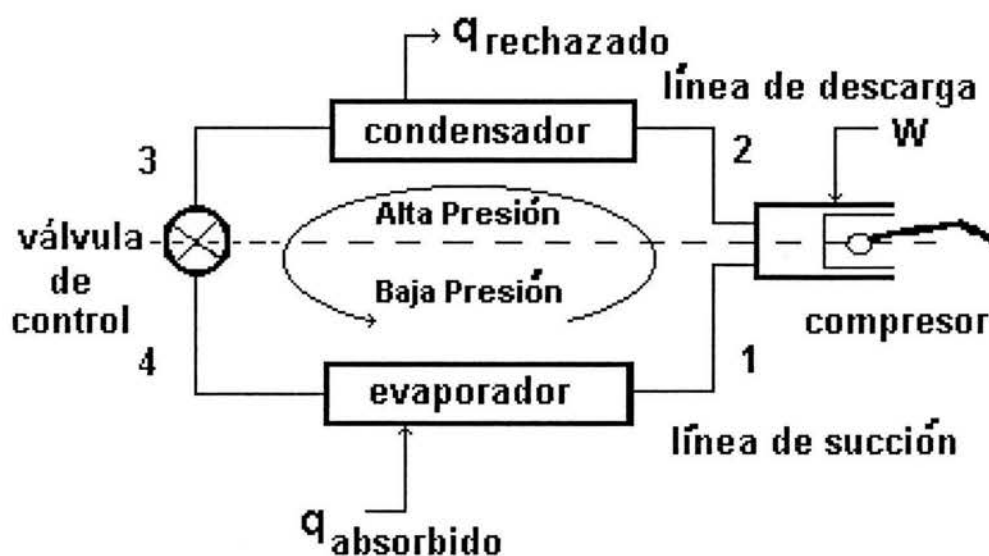 q rechazado
línea de descarga
condensador
3
2
W
Alta Presión
válvula
de
control
Baja Presión
compresor
4
1
evaporador
línea de succión
q absorbido